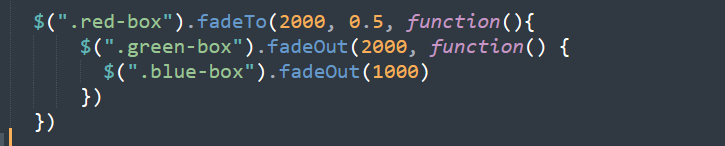 $(".red-box").fadeTo(2000, 0.5, function(){
$(".green-box").fadeOut(2000, function() {
$(".blue-box").fadeOut(1000)
})
})